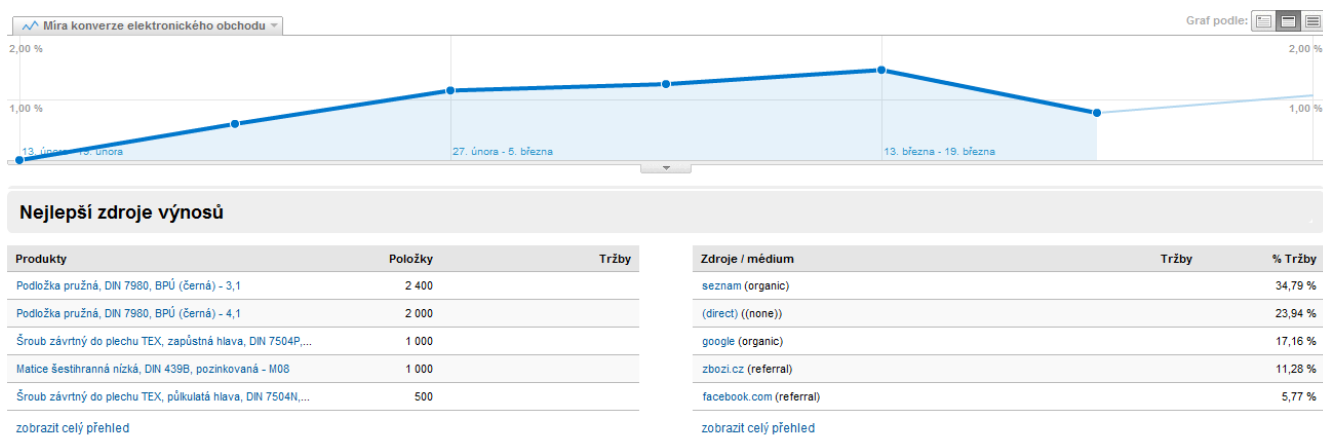 Míra konverze elektronického obchodu
Graf podle:
2,00 % 2,00 %
1,00 % 1,00 %
13. února - 19. února 27. února - 5. března 13. března - 19. března
Nejlepší zdroje výnosů
Produkty Položky Tržby
Podložka pružná, DIN 7980, BPÚ (černá) - 3,1 2 400
Podložka pružná, DIN 7980, BPÚ (černá) - 4,1 2 000
Šroub závrtný do plechu TEX, zapůstná hlava, DIN 7504P,... 1 000
Matice šestihranná nízká, DIN 439B, pozinkovaná - M08 1 000
Šroub závrtný do plechu TEX, půlkulatá hlava, DIN 7504N,... 500
zobrazit celý přehled
Zdroje / médium Tržby % Tržby
seznam (organic) 34,79 %
(direct) ((none)) 23,94 %
google (organic) 17,16 %
zbozi.cz (referral) 11,28 %
facebook.com (referral) 5,77 %
zobrazit celý přehled